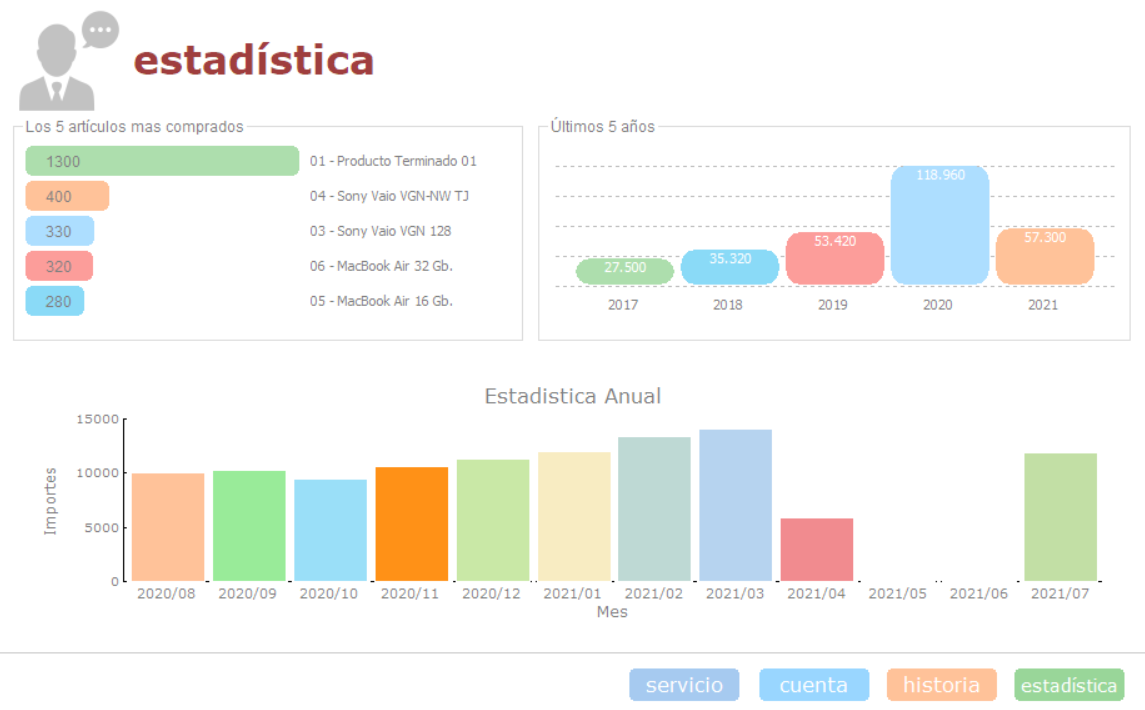 estadística
Los 5 artículos mas comprados
1300 01 - Producto Terminado 01
400 04 - Sony Vaio VGN-NW TJ
330 03 - Sony Vaio VGN 128
320 06 - MacBook Air 32 Gb.
280 05 - MacBook Air 16 Gb.
Últimos 5 años
118.960
57.300
53.420
35.320
27.500
2017 2018 2019 2020 2021
Estadistica Anual
15000
10000
5000
0
Importes
2020/08 2020/09 2020/10 2020/11 2020/12 2021/01 2021/02 2021/03 2021/04 2021/05 2021/06 2021/07
Mes
servicio cuenta historia estadística